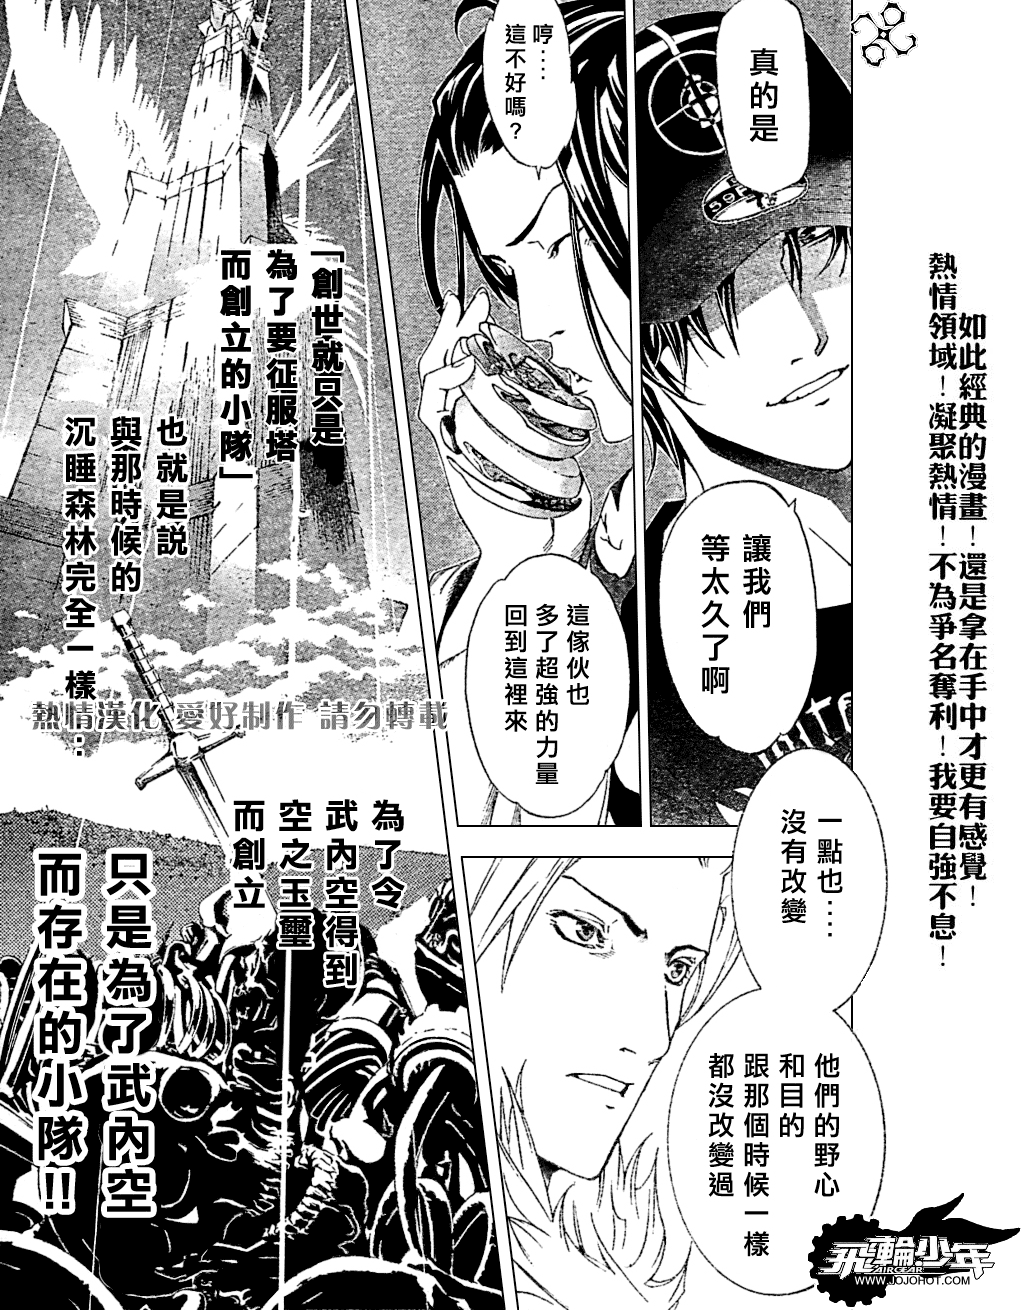 真的是
讓我們
等太久了啊
哼‥‥
這不好嗎？
這傢伙也
多了超強的力量
回到這裡來
一點也‥‥
沒有改變
他們的野心
和目的
跟那個時候一樣
都沒改變過
「創世就只是
為了要征服塔
而創立的小隊」
也就是說
與那時候的
沉睡森林完全一樣‥
為了令
武內空得到
空之玉璽
而創立
只是為了武內空
而存在的小隊!!
熱情漢化 愛好制作 請勿轉載
如此經典的漫畫！還是拿在手中才更有感覺！
熱情領域！凝聚熱情！不為爭名奪利！我要自強不息！
飛輪少年
AIRGEAR
WWW.JOJOHOT.COM